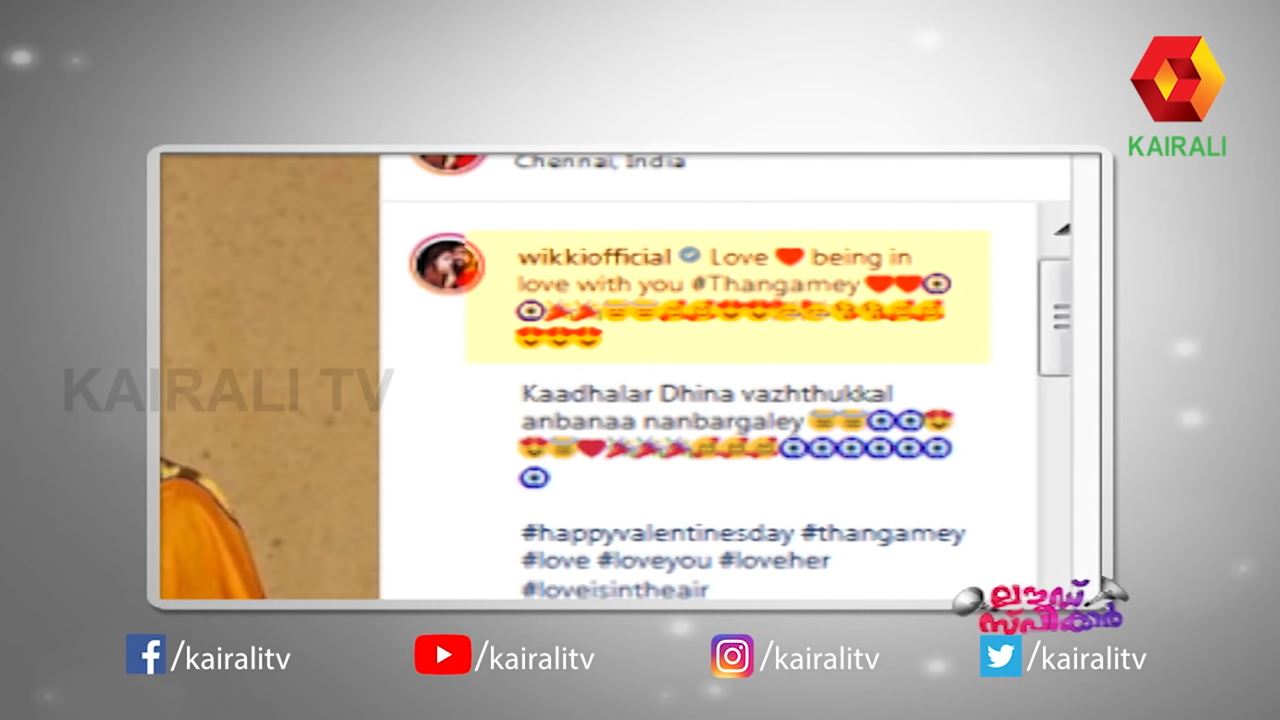 KAIRALI
Chennai, India
wikkiofficial Love ❤ being in
love with you #Thangamey
Kaadhalar Dhina vazhthukkal
anbanaa nanbargaley
#happyvalentinesday #thangamey
#love #loveyou #loveher
#loveisintheair
KAIRALI TV
ലൗഡ്
സ്പീക്കർ
/kairalitv
/kairalitv
/kairalitv
/kairalitv